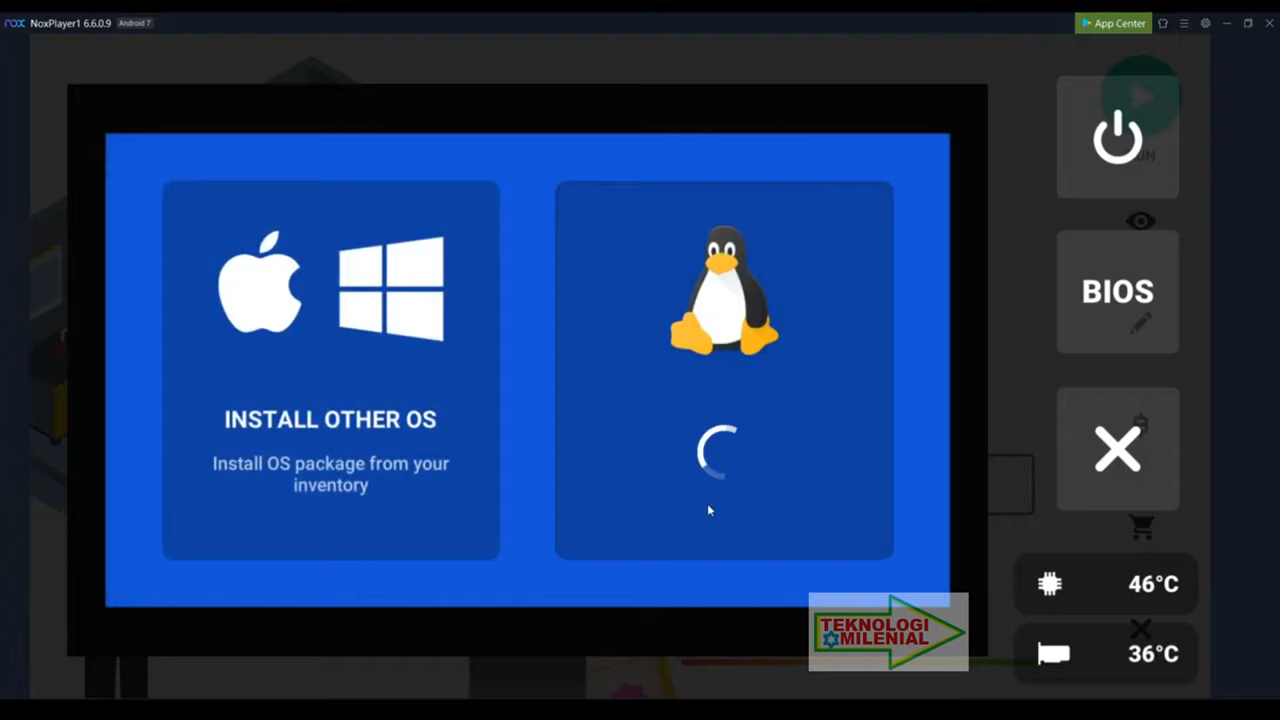 nox NoxPlayer1 6.6.0.9 Android 7
App Center
BIOS
INSTALL OTHER OS
Install OS package from your
inventory
46°C
TEKNOLOGI
MILENIAL
36°C